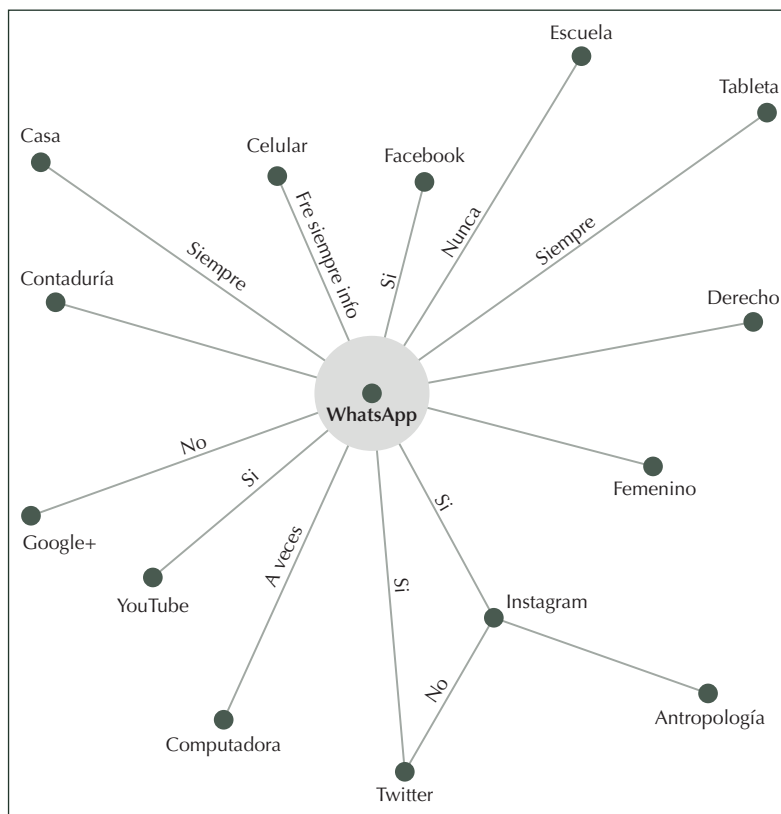 Escuela
Tableta
Casa
Celular
Facebook
Fre siempre info
Si
Nunca
Siempre
Siempre
Contaduría
Derecho
WhatsApp
No
Si
Femenino
Google+
YouTube
A veces
Si
Si
Instagram
No
Antropología
Computadora
Twitter